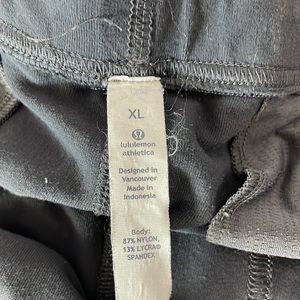 XL
lululemon
athletica
Designed in
Vancouver
Made in
Indonesia
Body:
87% NYLON,
13% LYCRA®
SPANDEX